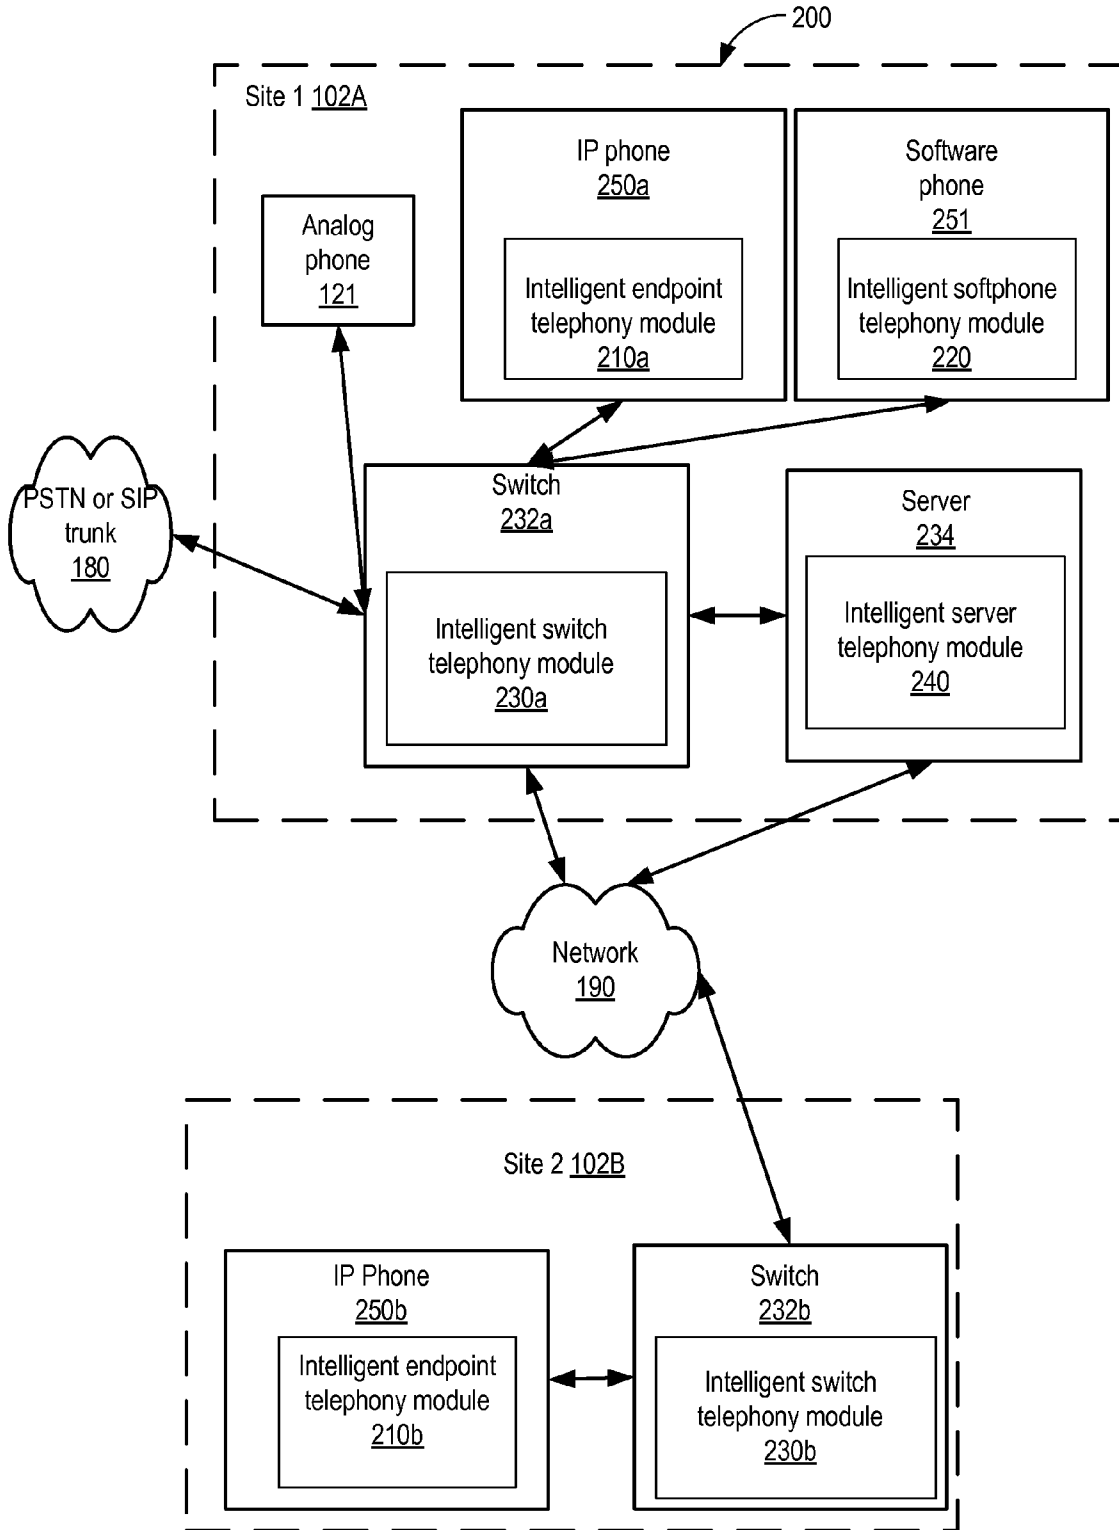 200
Site 1 102A
IP phone
250a
Intelligent endpoint
telephony module
210a
Software
phone
251
Intelligent softphone
telephony module
220
Analog
phone
121
PSTN or SIP
trunk
180
Switch
232a
Intelligent switch
telephony module
230a
Server
234
Intelligent server
telephony module
240
Network
190
Site 2 102B
IP Phone
250b
Intelligent endpoint
telephony module
210b
Switch
232b
Intelligent switch
telephony module
230b